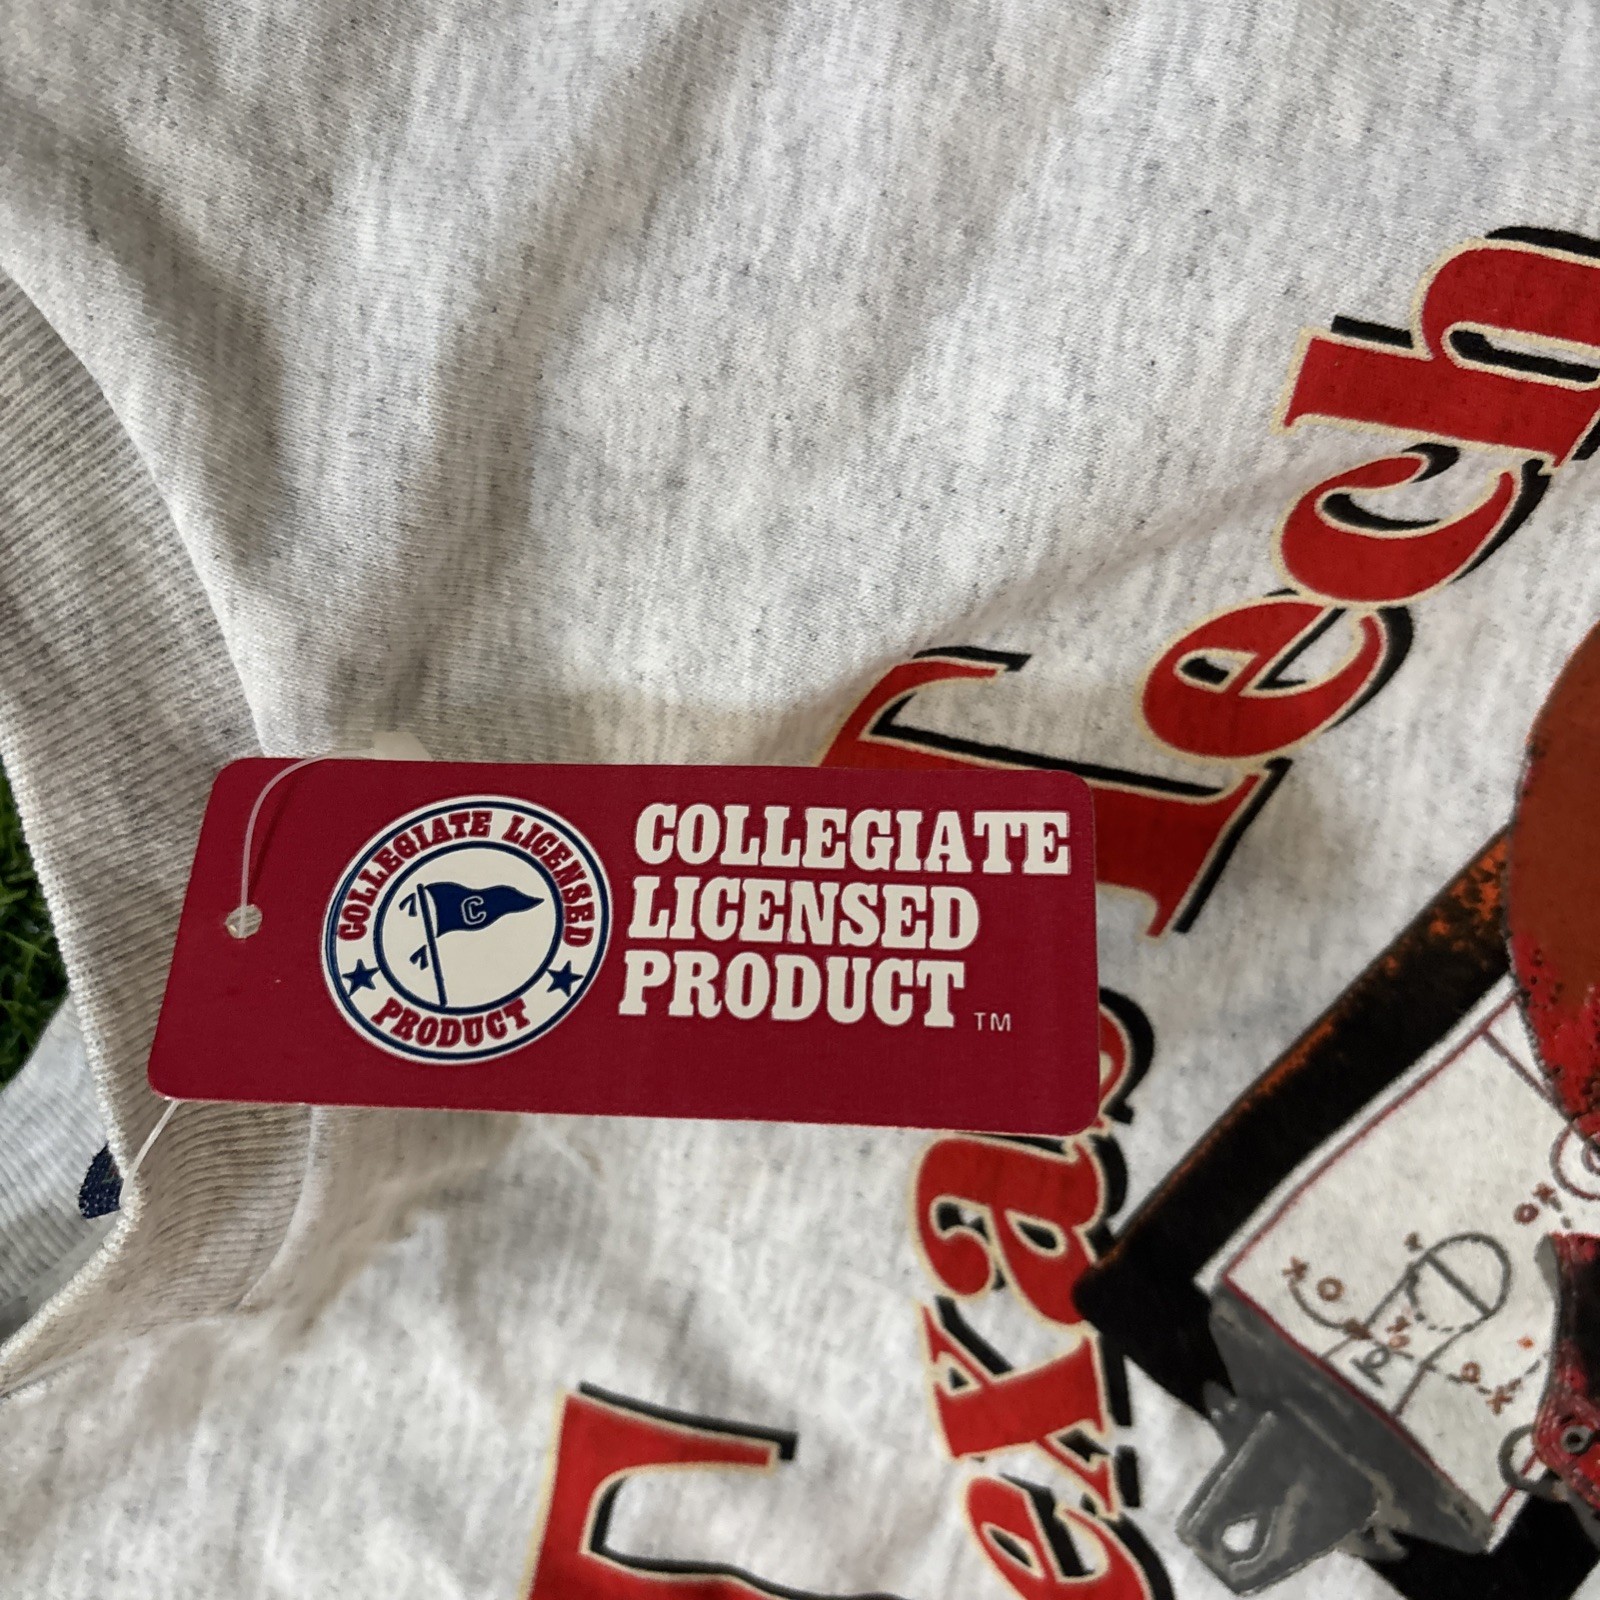 COLLEGIATE LICENSED
C
PRODUCT
COLLEGIATE
LICENSED
PRODUCT TM
Texas Tech